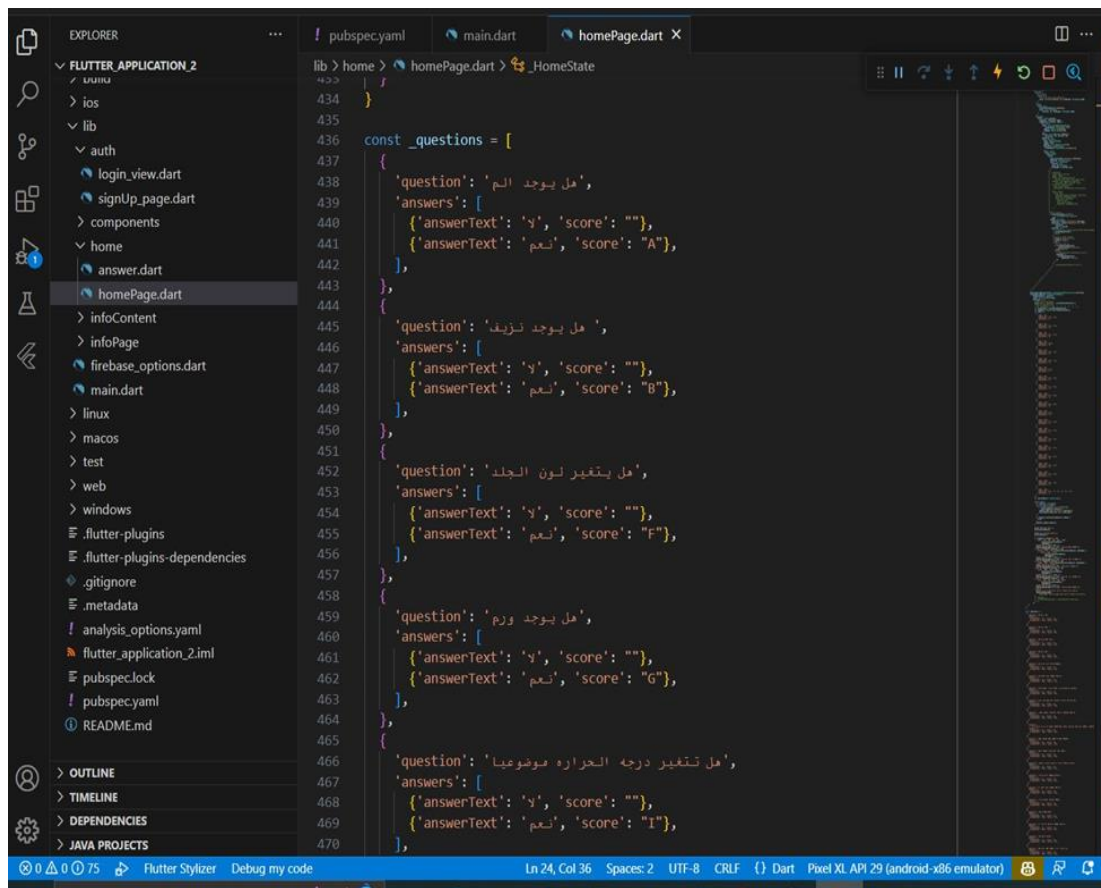 EXPLORER
FLUTTER_APPLICATION_2
build
ios
lib
auth
login_view.dart
signUp_page.dart
components
home
answer.dart
homePage.dart
infoContent
infoPage
firebase_options.dart
main.dart
linux
macos
test
web
windows
.flutter-plugins
.flutter-plugins-dependencies
.gitignore
.metadata
analysis_options.yaml
flutter_application_2.iml
pubspec.lock
pubspec.yaml
README.md
OUTLINE
TIMELINE
DEPENDENCIES
JAVA PROJECTS
pubspec.yaml main.dart homePage.dart
lib > home > homePage.dart > _HomeState
433 }
434 }
435
436 const _questions = [
437 {
438 'question': 'هل يوجد الم',
439 'answers': [
440 {'answerText': 'لا', 'score': ""},
441 {'answerText': 'نعم', 'score': "A"},
442 ],
443 },
444 {
445 'question': 'هل يوجد نزيف ',
446 'answers': [
447 {'answerText': 'لا', 'score': ""},
448 {'answerText': 'نعم', 'score': "B"},
449 ],
450 },
451 {
452 'question': 'هل يتغير لون الجلد',
453 'answers': [
454 {'answerText': 'لا', 'score': ""},
455 {'answerText': 'نعم', 'score': "F"},
456 ],
457 },
458 {
459 'question': 'هل يوجد ورم',
460 'answers': [
461 {'answerText': 'لا', 'score': ""},
462 {'answerText': 'نعم', 'score': "G"},
463 ],
464 },
465 {
466 'question': 'هل تتغير درجه الحراره موضوعيا',
467 'answers': [
468 {'answerText': 'لا', 'score': ""},
469 {'answerText': 'نعم', 'score': "I"},
470 ],
1
0 0 75 Flutter Stylizer Debug my code Ln 24, Col 36 Spaces: 2 UTF-8 CRLF {} Dart Pixel XL API 29 (android-x86 emulator)